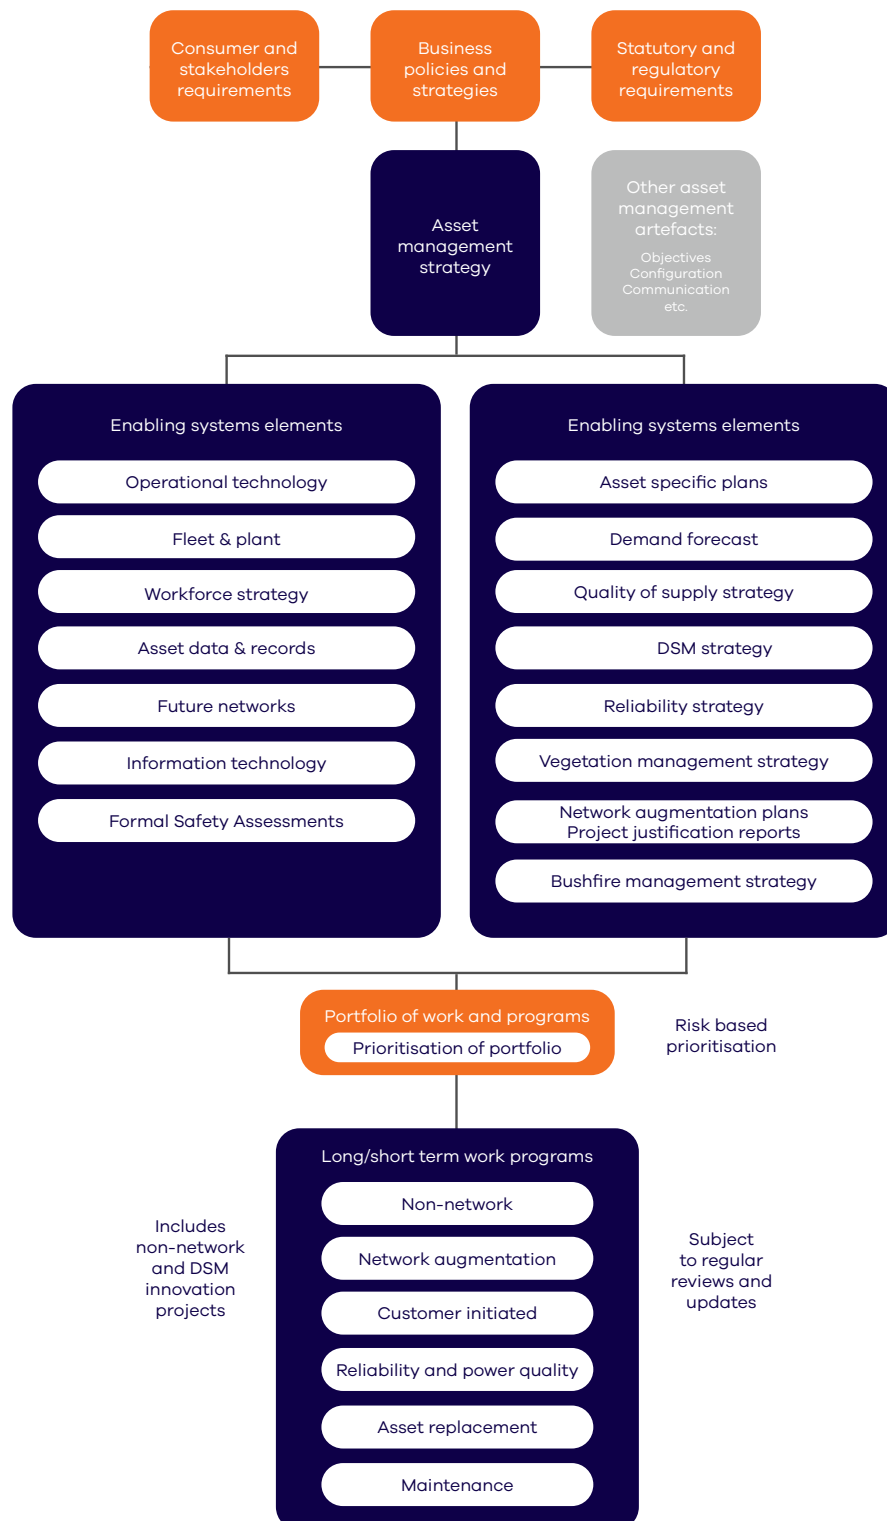 Consumer and
stakeholders
requirements
Business
policies and
strategies
Statutory and
regulatory
requirements
Asset
management
strategy
Other asset
management
artefacts:
Objectives
Configuration
Communication
etc.
Enabling systems elements
Operational technology
Fleet & plant
Workforce strategy
Asset data & records
Future networks
Information technology
Formal Safety Assessments
Enabling systems elements
Asset specific plans
Demand forecast
Quality of supply strategy
DSM strategy
Reliability strategy
Vegetation management strategy
Network augmentation plans
Project justification reports
Bushfire management strategy
Portfolio of work and programs
Prioritisation of portfolio
Risk based
prioritisation
Long/short term work programs
Non-network
Network augmentation
Customer initiated
Reliability and power quality
Asset replacement
Maintenance
Includes
non-network
and DSM
innovation
projects
Subject
to regular
reviews and
updates